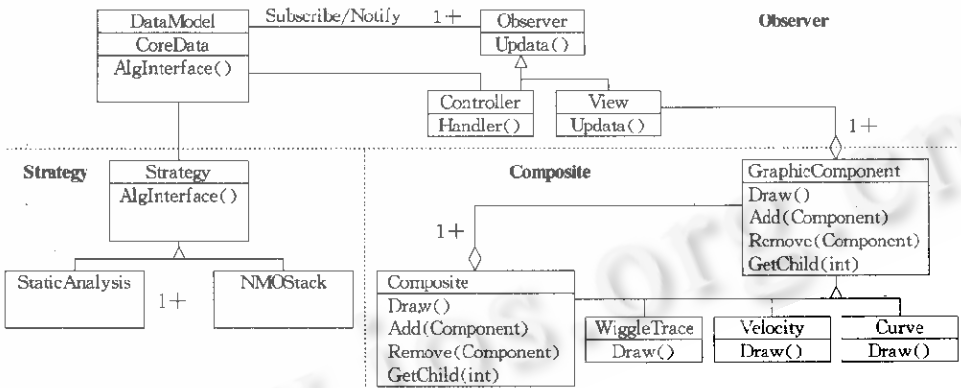 DataModel
CoreData
AlgInterface()
Subscribe/Notify
1+
Observer
Updata()
Observer
Controller
Handler()
View
Updata()
1+
Strategy
Strategy
AlgInterface()
StaticAnalysis
1+
NMOStack
Composite
GraphicComponent
Draw()
Add(Component)
Remove(Component)
GetChild(int)
1+
Composite
Draw()
Add(Component)
Remove(Component)
GetChild(int)
WiggleTrace
Draw()
Velocity
Draw()
Curve
Draw()